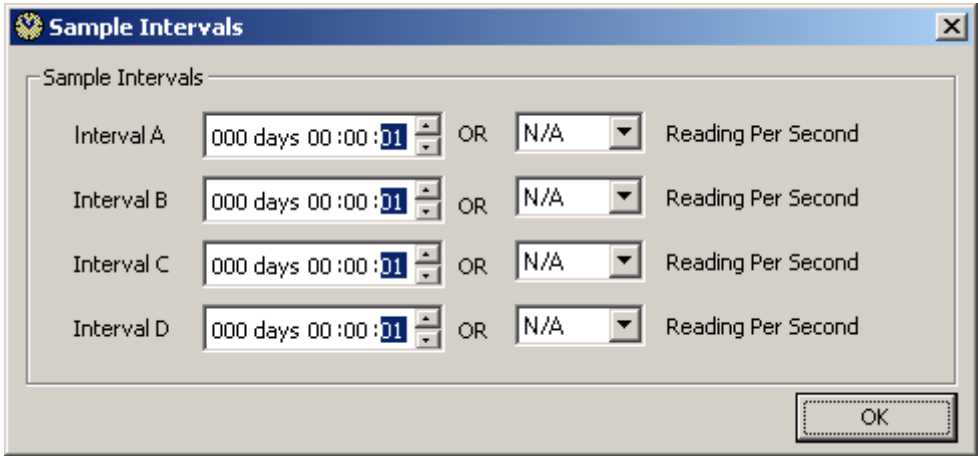 Sample Intervals
Sample Intervals
Interval A 000 days 00:00:01 OR N/A Reading Per Second
Interval B 000 days 00:00:01 OR N/A Reading Per Second
Interval C 000 days 00:00:01 OR N/A Reading Per Second
Interval D 000 days 00:00:01 OR N/A Reading Per Second
OK